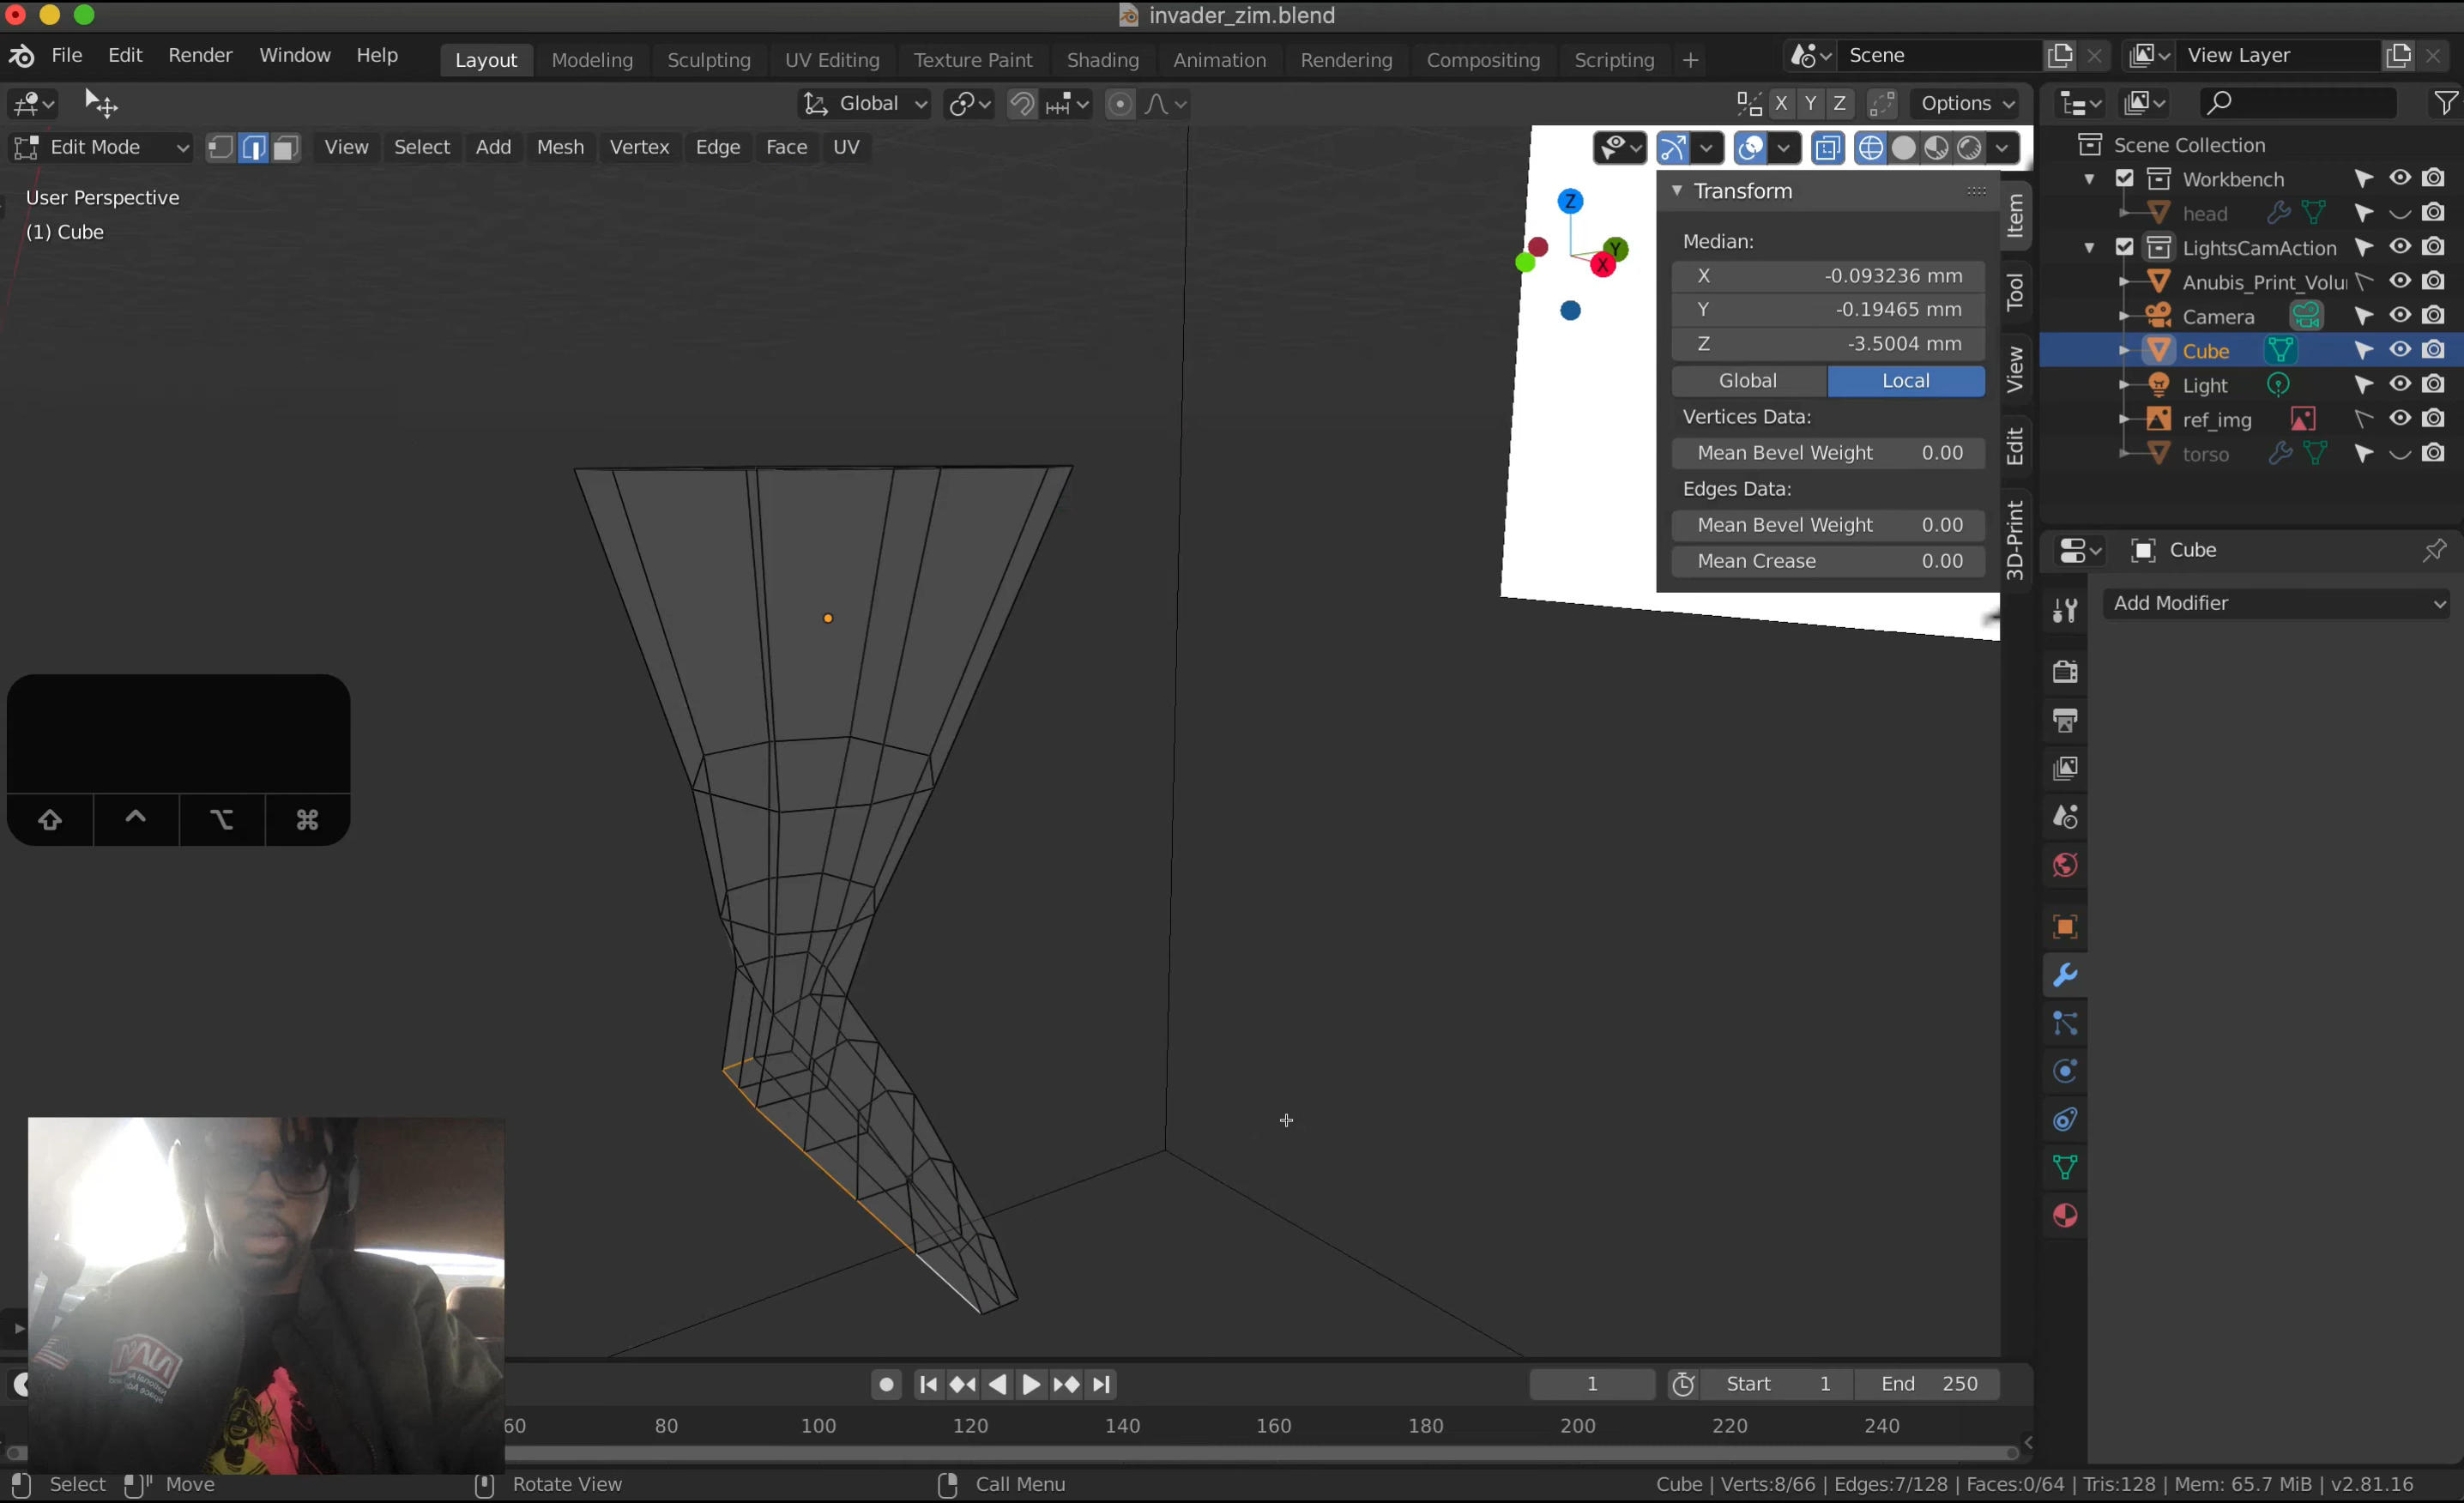 invader_zim.blend
File Edit Render Window Help
Layout Modeling Sculpting UV Editing Texture Paint Shading Animation Rendering Compositing Scripting +
Scene
View Layer
Global
X Y Z
Options
Edit Mode
View Select Add Mesh Vertex Edge Face UV
User Perspective
(1) Cube
Z
Y
X
Transform
Median:
X -0.093236 mm
Y -0.19465 mm
Z -3.5004 mm
Global Local
Vertices Data:
Mean Bevel Weight 0.00
Edges Data:
Mean Bevel Weight 0.00
Mean Crease 0.00
Item
Tool
View
Edit
3D-Print
Scene Collection
Workbench
head
LightsCamAction
Anubis_Print_Volu
Camera
Cube
Light
ref_img
torso
Cube
Add Modifier
1
Start 1
End 250
60 80 100 120 140 160 180 200 220 240
Select Move Rotate View Call Menu
Cube | Verts:8/66 | Edges:7/128 | Faces:0/64 | Tris:128 | Mem: 65.7 MiB | v2.81.16